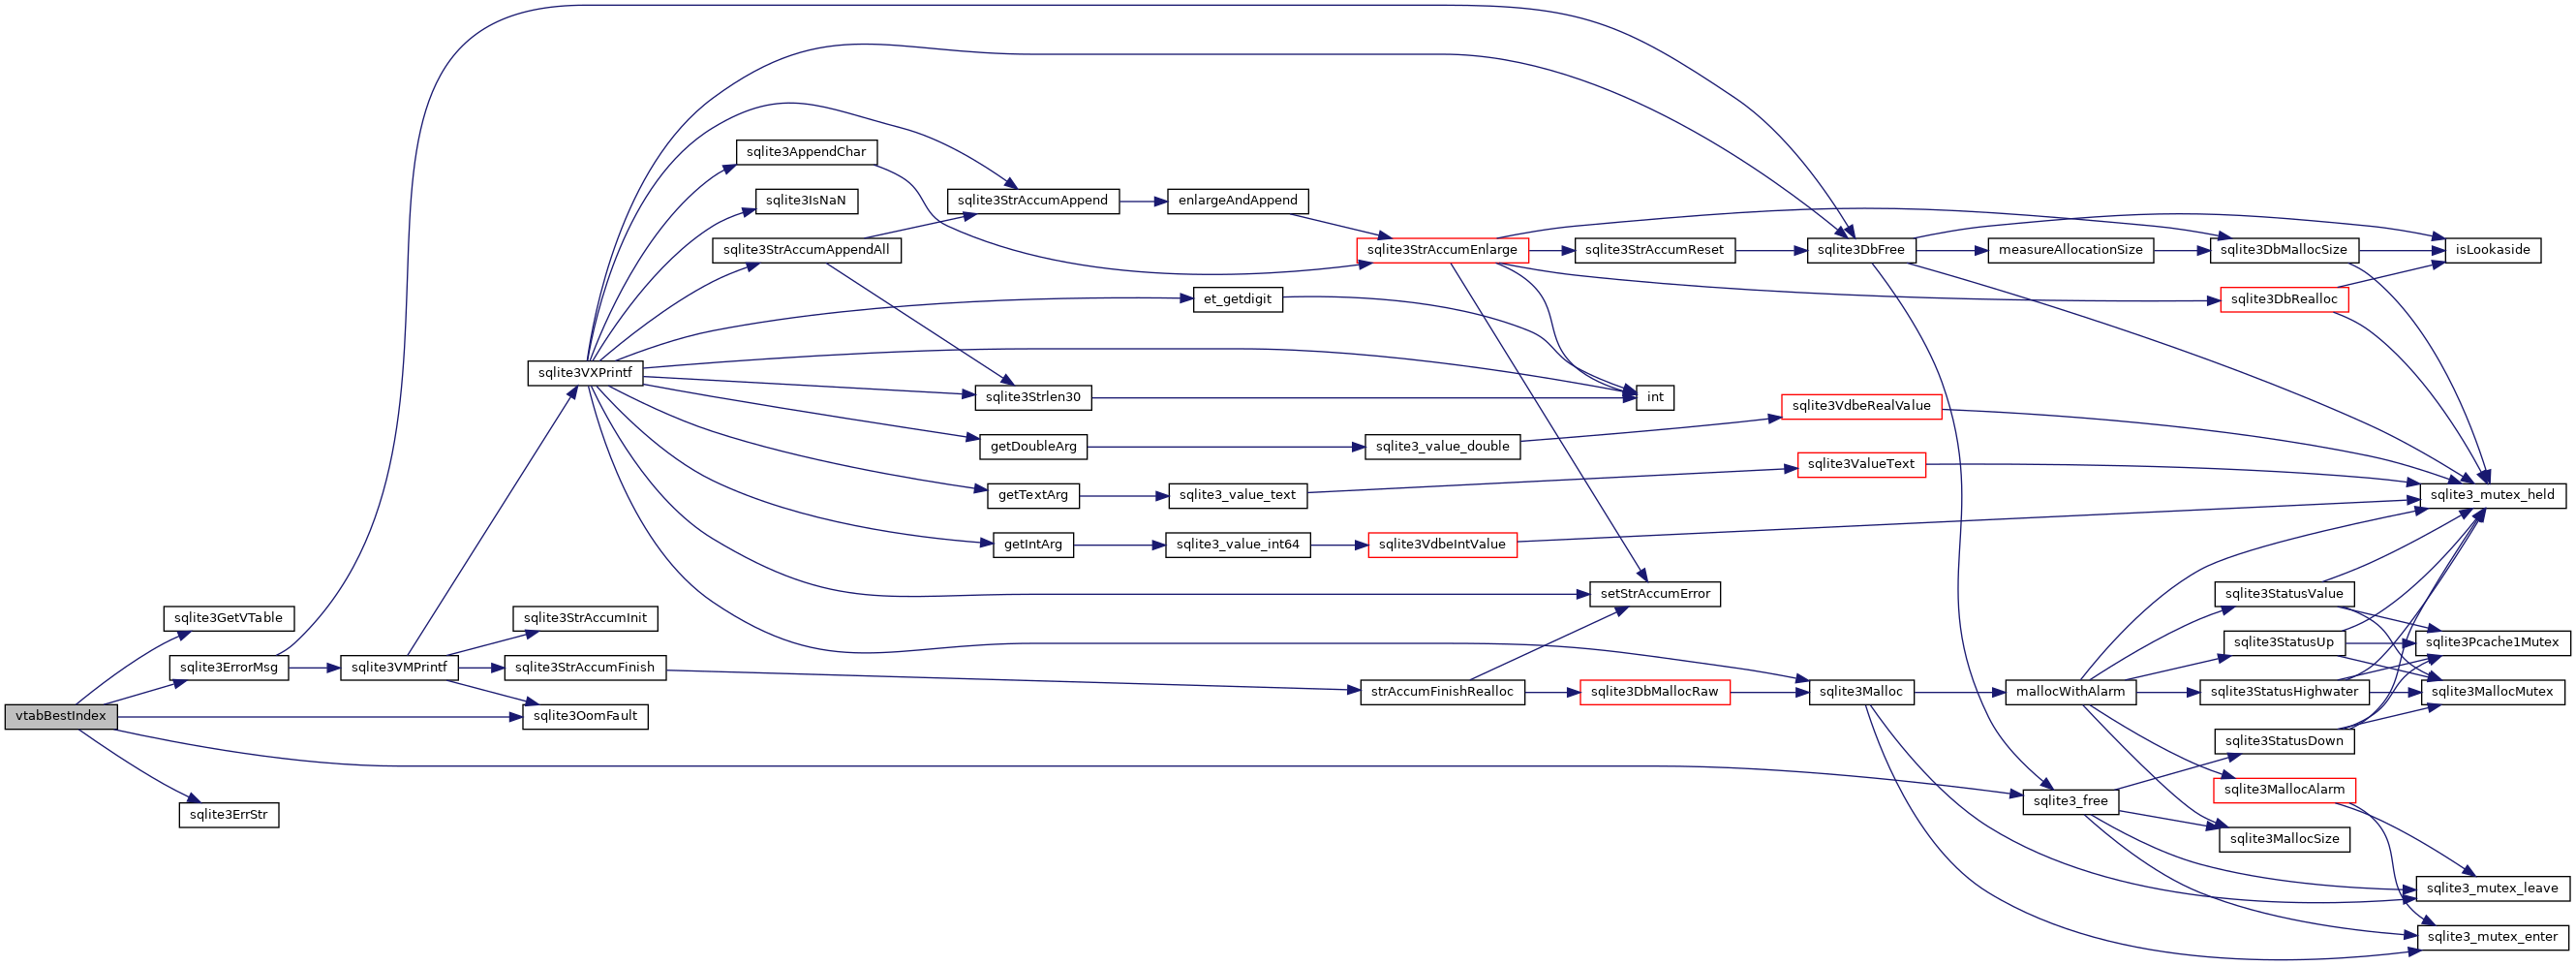 vtabBestIndex
sqlite3GetVTable
sqlite3ErrorMsg
sqlite3ErrStr
sqlite3VMPrintf
sqlite3VXPrintf
sqlite3StrAccumInit
sqlite3StrAccumFinish
sqlite3OomFault
sqlite3AppendChar
sqlite3IsNaN
sqlite3StrAccumAppendAll
sqlite3StrAccumAppend
sqlite3Strlen30
getDoubleArg
getTextArg
getIntArg
enlargeAndAppend
et_getdigit
sqlite3_value_text
sqlite3_value_int64
sqlite3StrAccumEnlarge
sqlite3_value_double
sqlite3VdbeIntValue
strAccumFinishRealloc
sqlite3StrAccumReset
int
setStrAccumError
sqlite3DbMallocRaw
sqlite3DbFree
sqlite3VdbeRealValue
sqlite3ValueText
sqlite3Malloc
measureAllocationSize
mallocWithAlarm
sqlite3_free
sqlite3DbMallocSize
sqlite3DbRealloc
sqlite3StatusValue
sqlite3StatusUp
sqlite3StatusHighwater
sqlite3StatusDown
sqlite3MallocAlarm
sqlite3MallocSize
isLookaside
sqlite3_mutex_held
sqlite3Pcache1Mutex
sqlite3MallocMutex
sqlite3_mutex_leave
sqlite3_mutex_enter